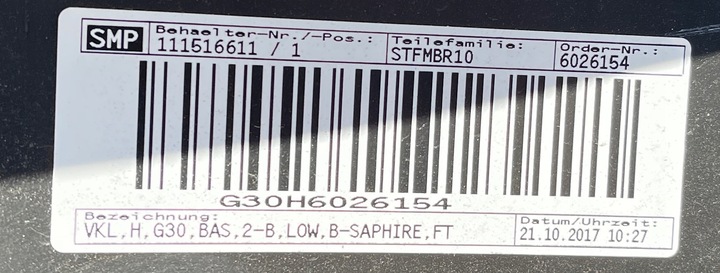 SMP Behaelter-Nr./-Pos.: Teilefamilie: Order-Nr.:
111516611 / 1 STFMBR10 6026154
G30H6026154
Bezeichnung: Datum/Uhrzeit:
VKL,H,G30,BAS,2-B,LOW,B-SAPHIRE,FT 21.10.2017 10:27